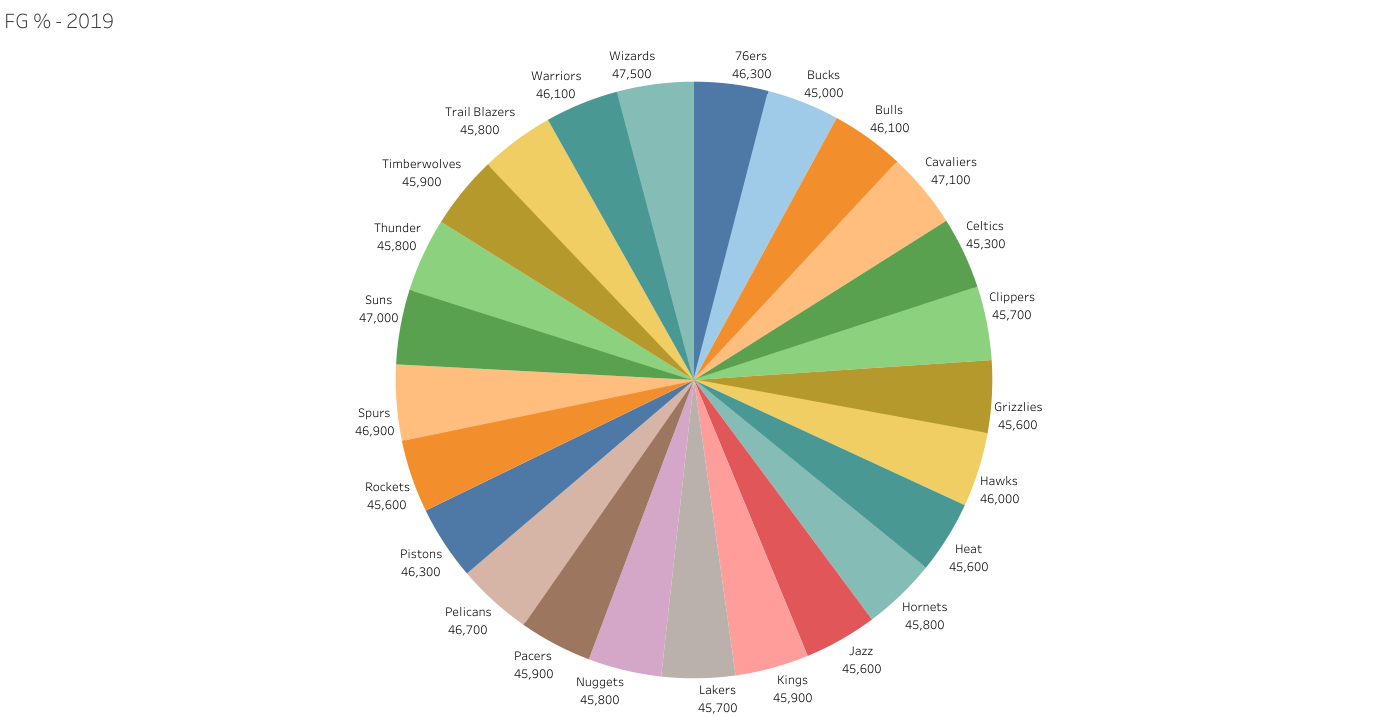 FG % - 2019
76ers
46,300
Bucks
45,000
Bulls
46,100
Cavaliers
47,100
Celtics
45,300
Clippers
45,700
Grizzlies
45,600
Hawks
46,000
Heat
45,600
Hornets
45,800
Jazz
45,600
Kings
45,900
Lakers
45,700
Nuggets
45,800
Pacers
45,900
Pelicans
46,700
Pistons
46,300
Rockets
45,600
Spurs
46,900
Suns
47,000
Thunder
45,800
Timberwolves
45,900
Trail Blazers
45,800
Warriors
46,100
Wizards
47,500